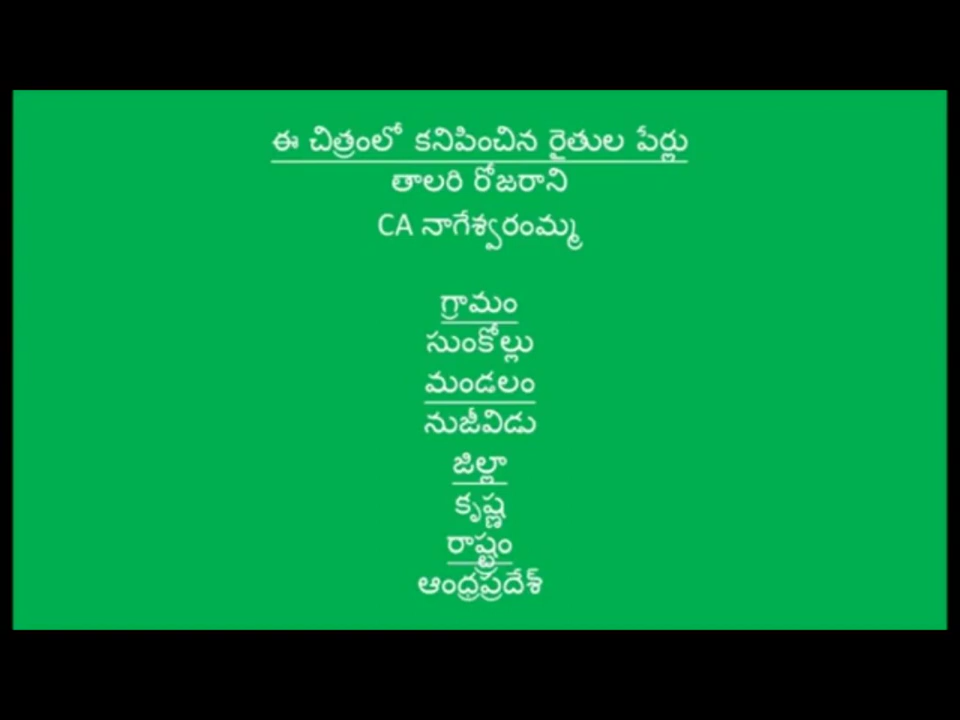 ఈ చిత్రంలో కనిపించిన రైతుల పేర్లు
తాలరి రోజరాని
CA నాగేశ్వరంమ్మ
గ్రామం
సుంకోల్లు
మండలం
నుజీవిడు
జిల్లా
కృష్ణ
రాష్ట్రం
ఆంధ్రప్రదేశ్